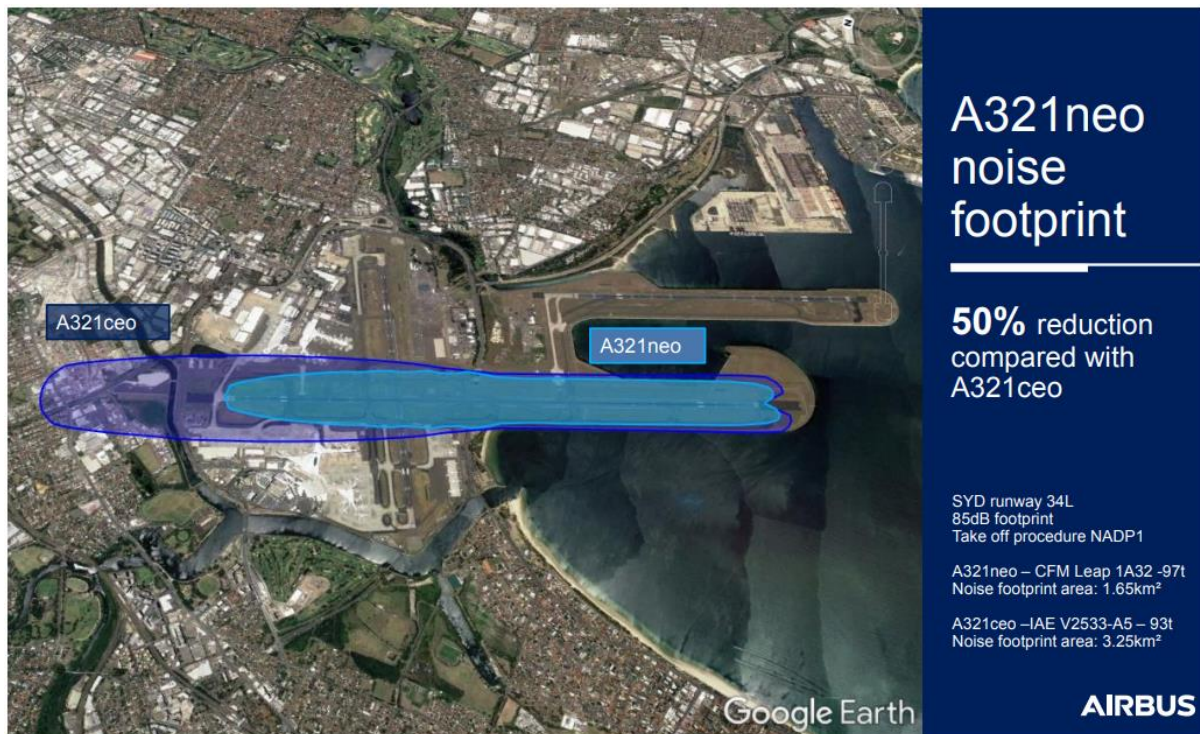 A321neo
noise
footprint
50% reduction
compared with
A321ceo
SYD runway 34L
85dB footprint
Take off procedure NADP1
A321neo – CFM Leap 1A32 -97t
Noise footprint area: 1.65km²
A321ceo –IAE V2533-A5 – 93t
Noise footprint area: 3.25km²
AIRBUS
A321ceo
A321neo
N
Google Earth